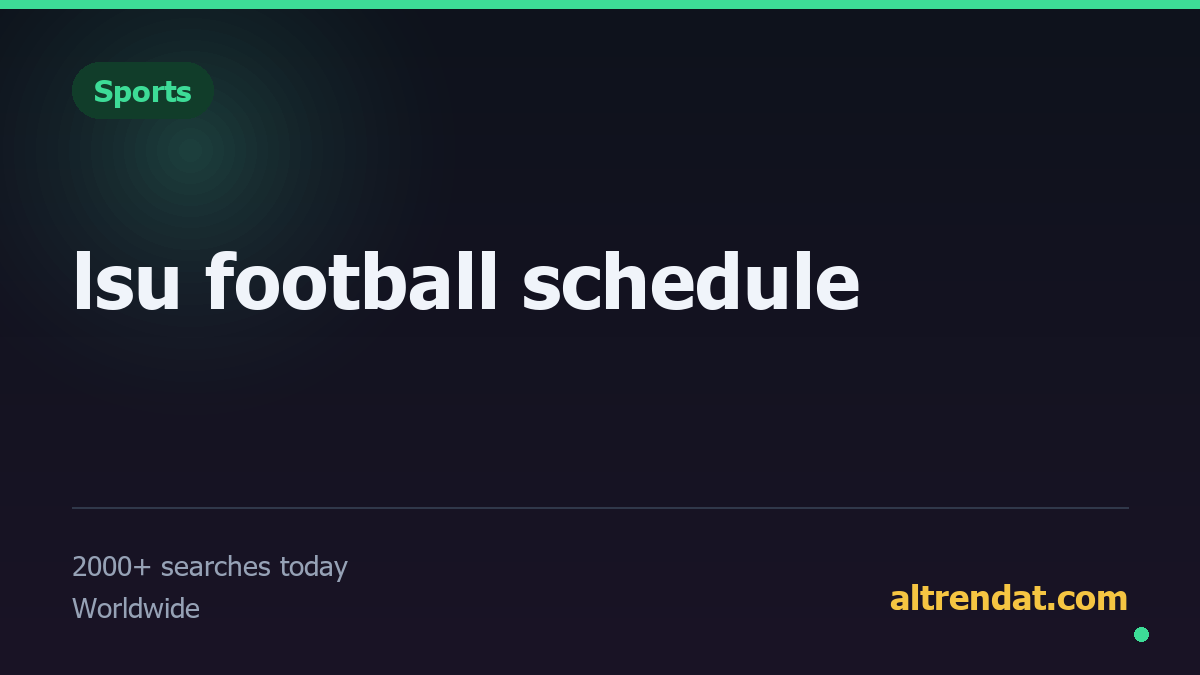 Sports
lsu football schedule
2000+ searches today
Worldwide
altrendat.com